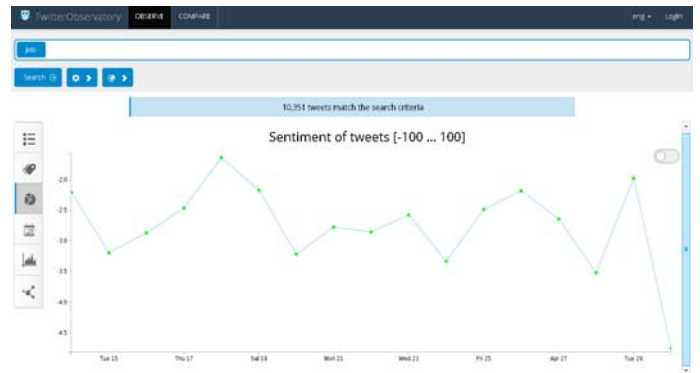 TwitterObservatory OBSERVE COMPARE eng Login
Search
10,351 tweets match the search criteria
Sentiment of tweets [-100 ... 100]
-2.0
-2.5
-3.0
-3.5
-4.0
-4.5
Tue 15 Thu 17 Sat 19 Mon 21 Wed 23 Fri 25 Apr 27 Tue 29